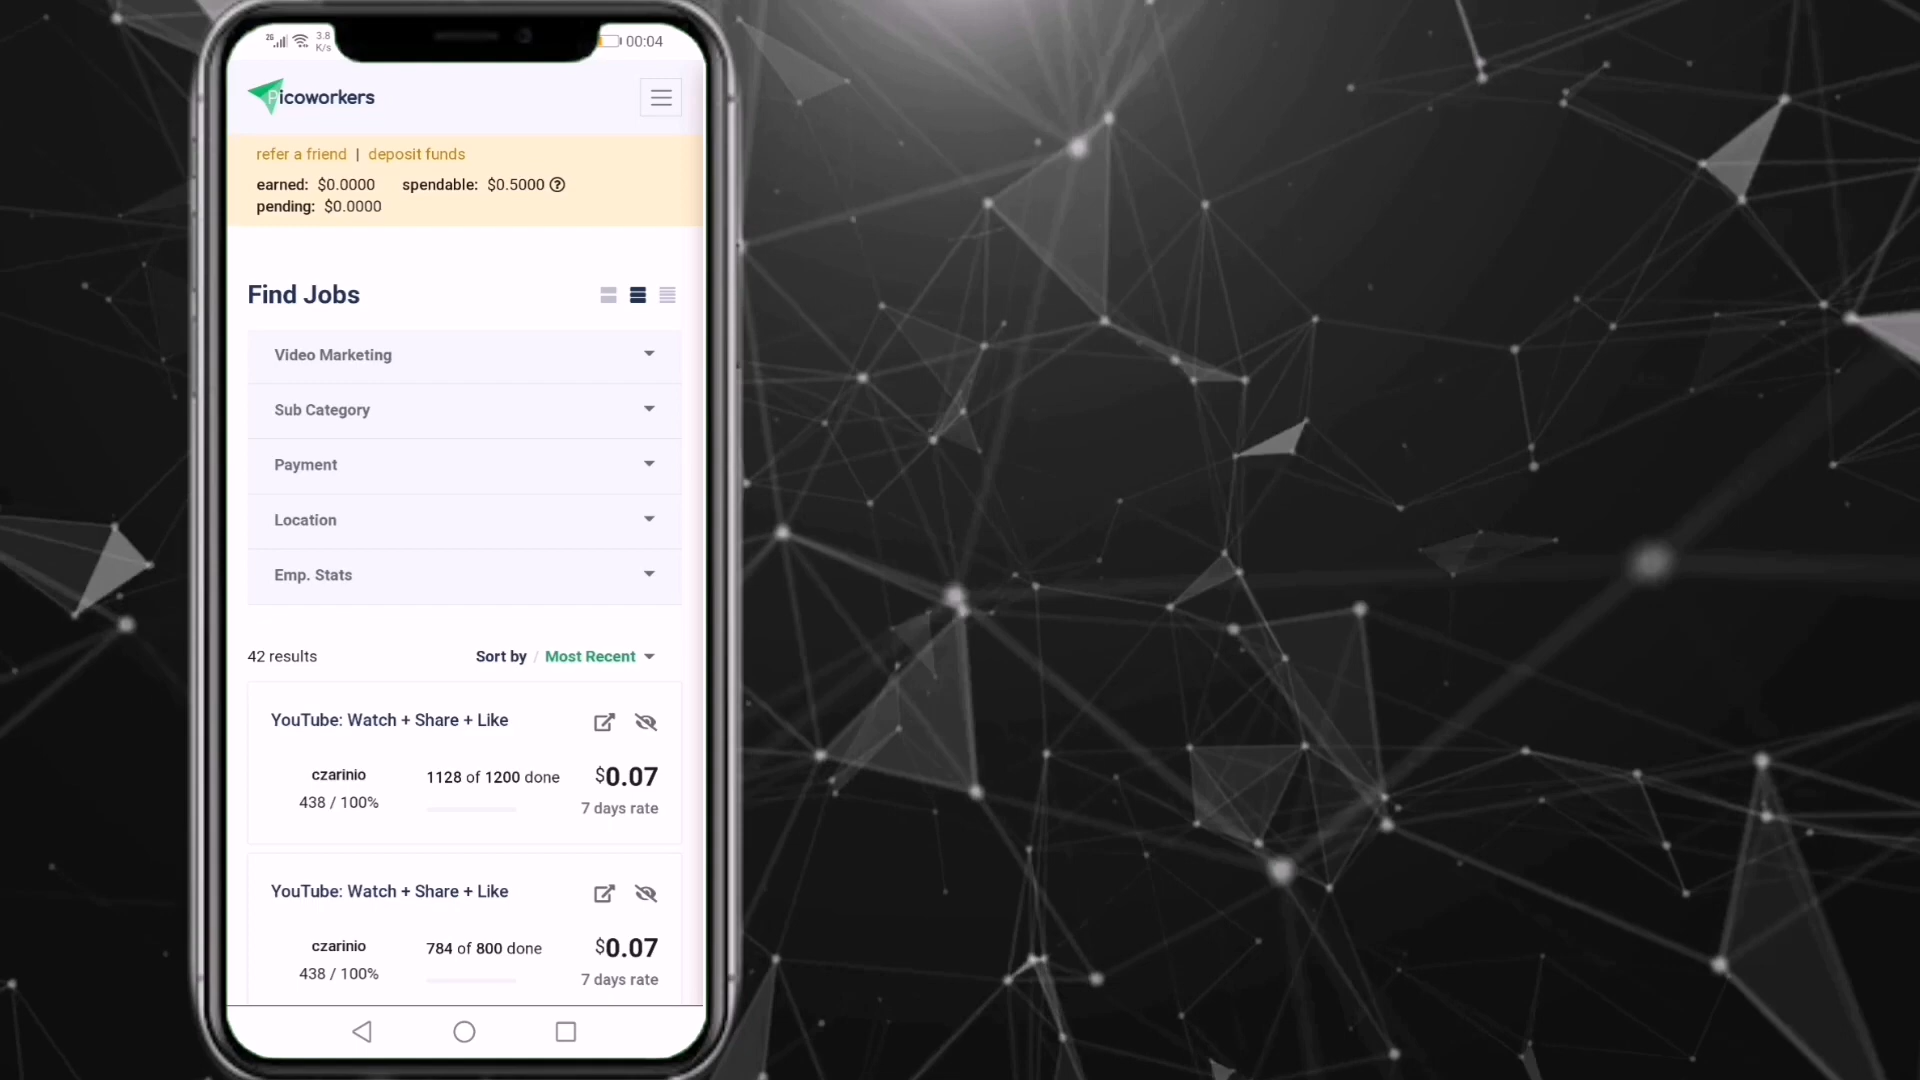 2G 3.8 K/s 00:04
Picoworkers
refer a friend | deposit funds
earned: $0.0000 spendable: $0.5000
pending: $0.0000
Find Jobs
Video Marketing
Sub Category
Payment
Location
Emp. Stats
42 results Sort by / Most Recent
YouTube: Watch + Share + Like
czarinio 1128 of 1200 done $0.07
438 / 100% 7 days rate
YouTube: Watch + Share + Like
czarinio 784 of 800 done $0.07
438 / 100% 7 days rate